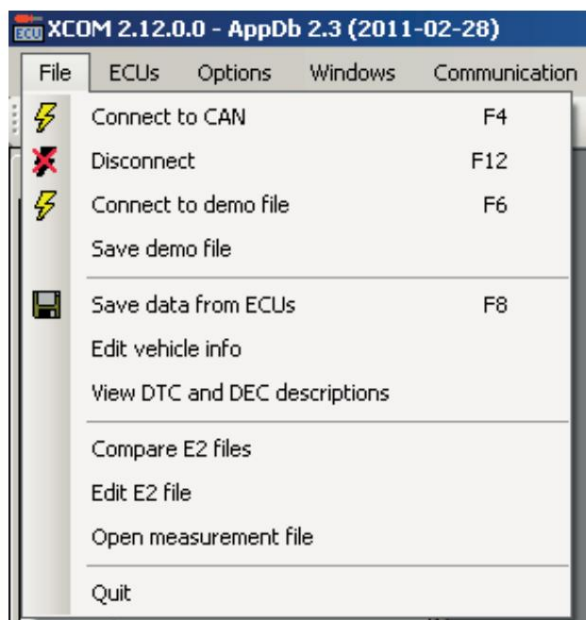 ECU XCOM 2.12.0.0 - AppDb 2.3 (2011-02-28)
File ECUs Options Windows Communication
Connect to CAN F4
Disconnect F12
Connect to demo file F6
Save demo file
Save data from ECUs F8
Edit vehicle info
View DTC and DEC descriptions
Compare E2 files
Edit E2 file
Open measurement file
Quit